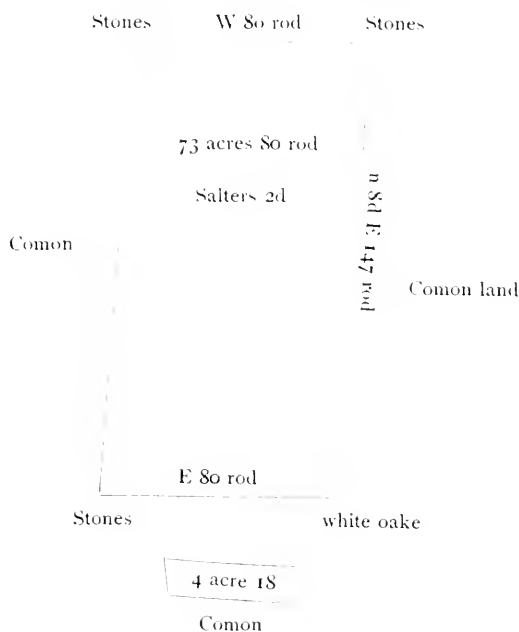 Stones W 80 rod Stones
73 acres 80 rod
Salters 2d
n 8d E 147 rod
Comon
Comon land
E 80 rod
Stones white oake
4 acre 18
Comon